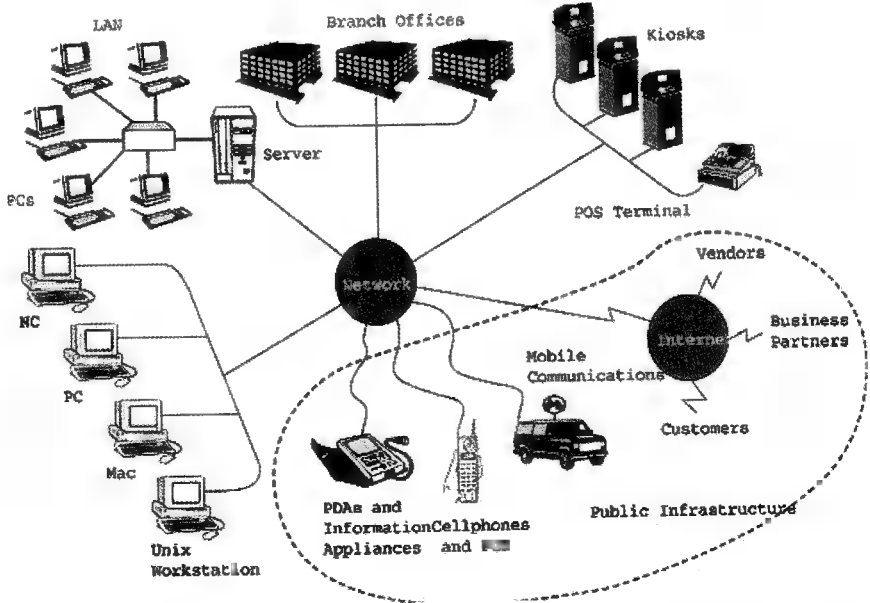 LAN
Branch Offices
Kiosks
Server
PCs
POS Terminal
Vendors
Network
NC
Interne
Business
Partners
PC
Mobile
Communications
Customers
Mac
PDAs and
InformationCellphones
Appliances and
Public Infrastructure
Unix
Workstation